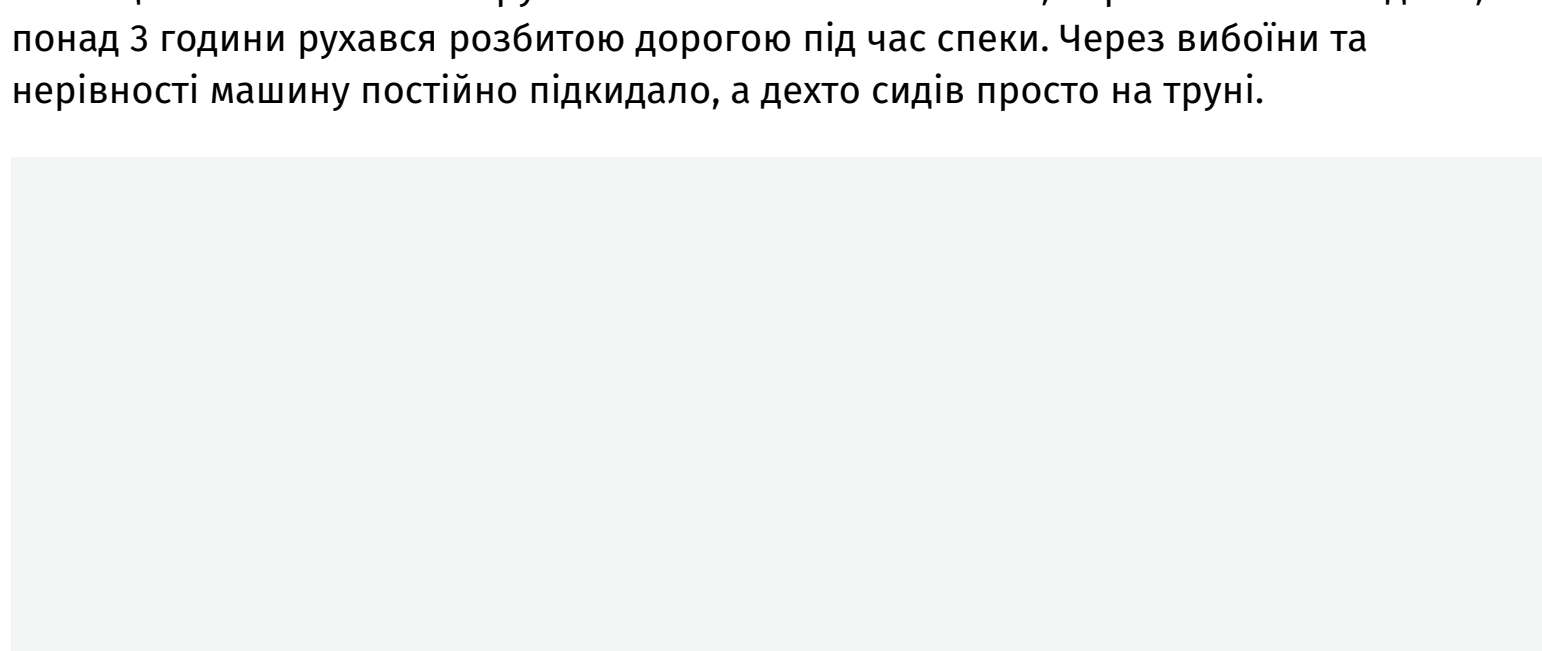 понад 3 години рухався розбитою дорогою під час спеки. Через вибоїни та
нерівності машину постійно підкидало, а дехто сидів просто на труні.